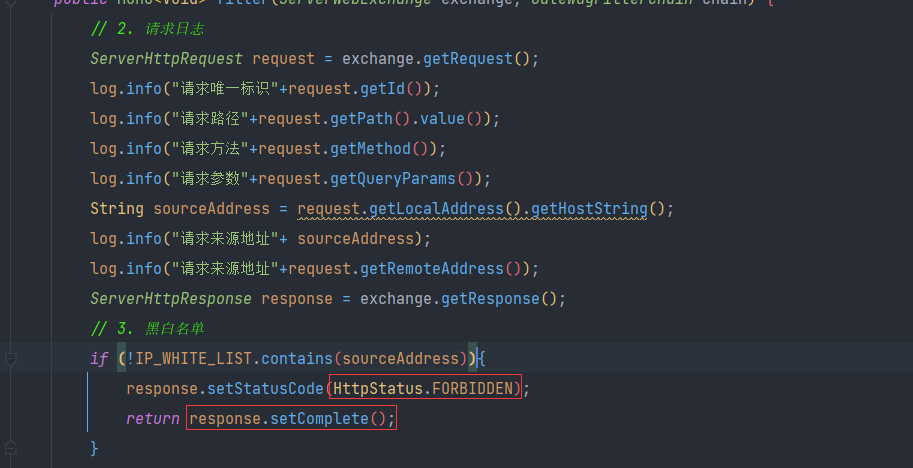 public Mono<Void> filter(ServerWebExchange exchange, GatewayFilterChain chain) {
// 2. 请求日志
ServerHttpRequest request = exchange.getRequest();
log.info("请求唯一标识"+request.getId());
log.info("请求路径"+request.getPath().value());
log.info("请求方法"+request.getMethod());
log.info("请求参数"+request.getQueryParams());
String sourceAddress = request.getLocalAddress().getHostString();
log.info("请求来源地址"+ sourceAddress);
log.info("请求来源地址"+request.getRemoteAddress());
ServerHttpResponse response = exchange.getResponse();
// 3. 黑白名单
if (!IP_WHITE_LIST.contains(sourceAddress)){
response.setStatusCode(HttpStatus.FORBIDDEN);
return response.setComplete();
}